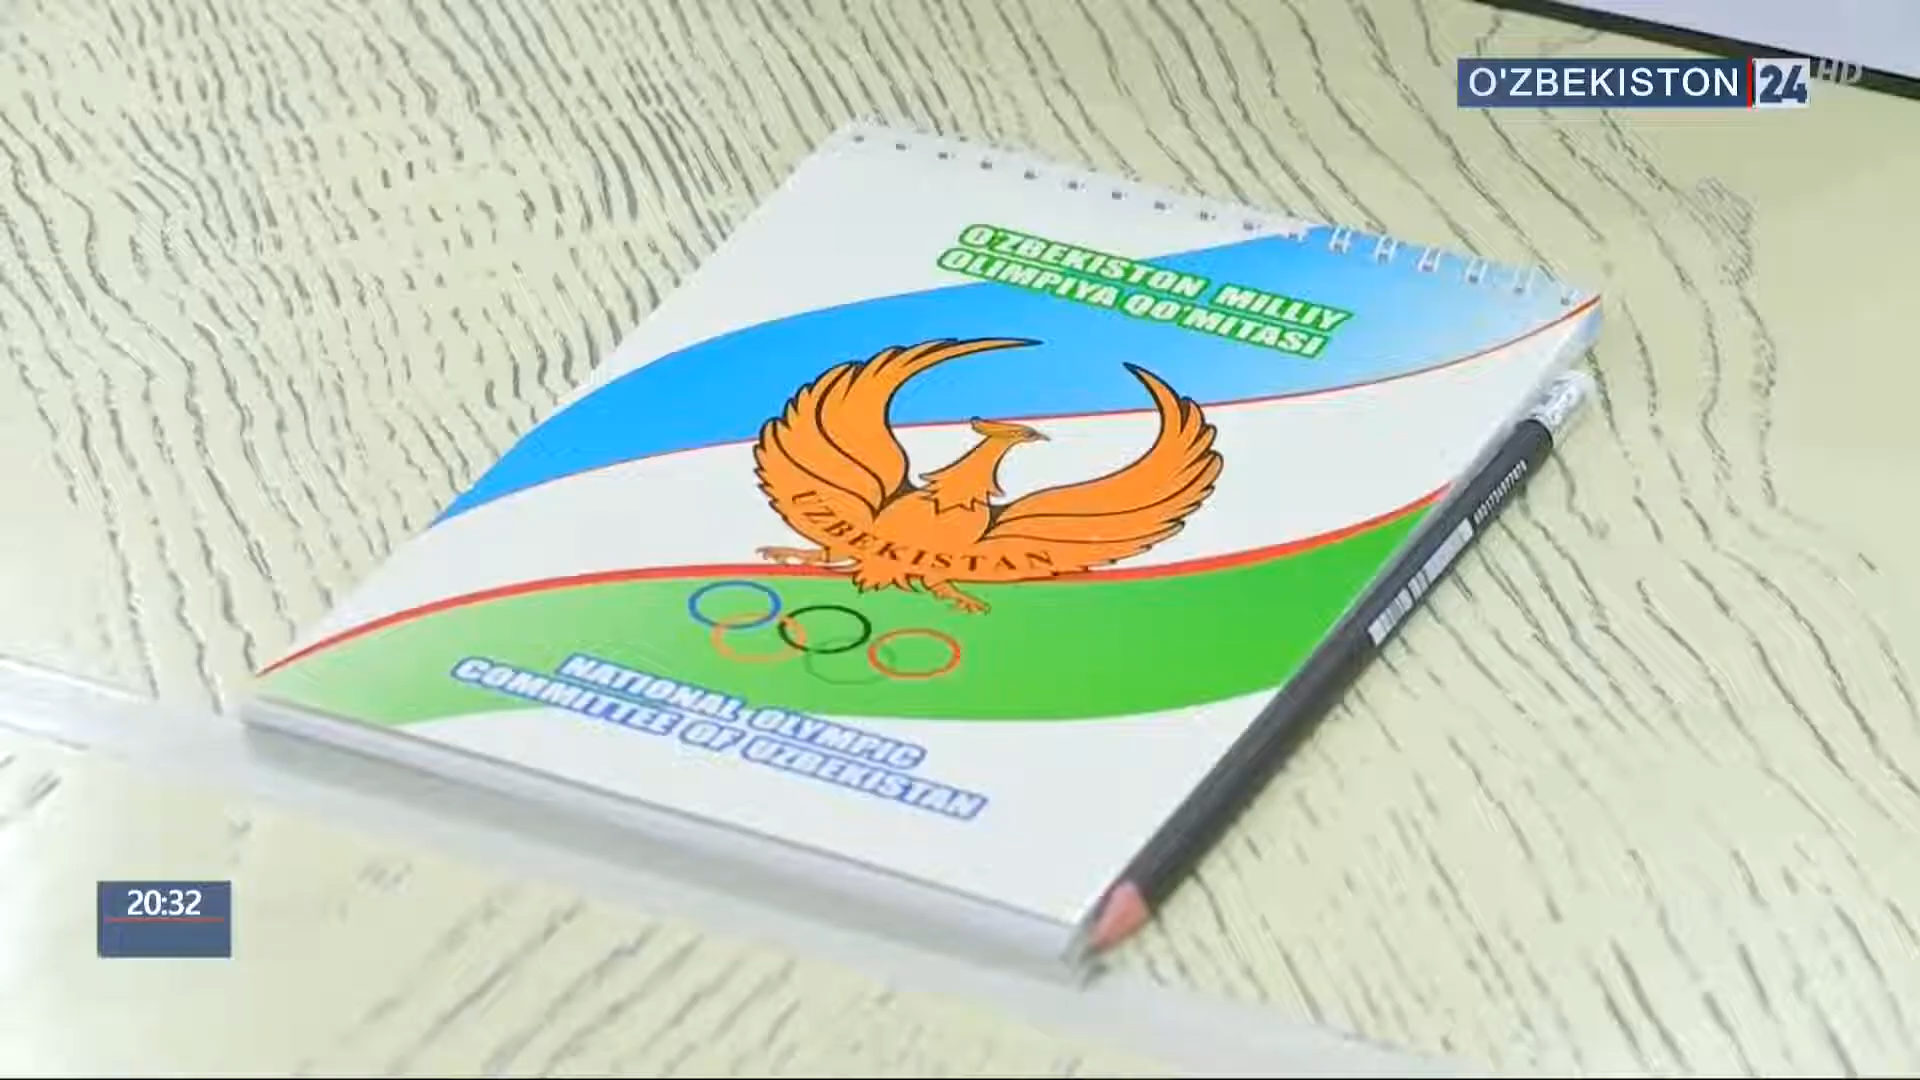 O'ZBEKISTON 24 HD
O'ZBEKISTON MILLIY
OLIMPIYA QO'MITASI
UZBEKISTAN
NATIONAL OLYMPIC
COMMITTEE OF UZBEKISTAN
20:32